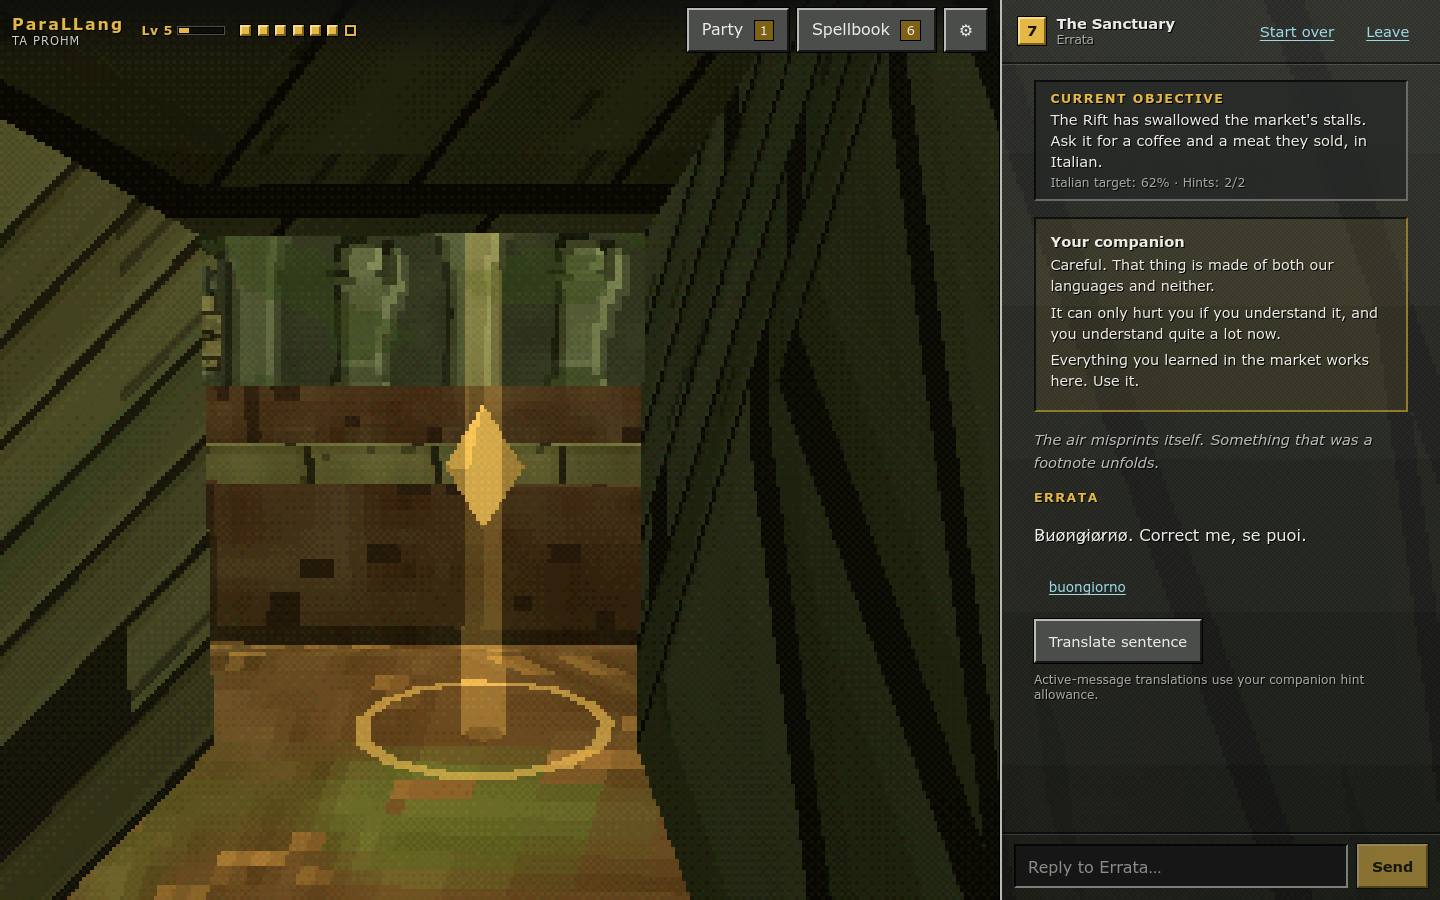 ParaLLang
TA PROHM
Lv 5
Party 1
Spellbook 6
⚙
7
The Sanctuary
Errata
Start over
Leave
CURRENT OBJECTIVE
The Rift has swallowed the market's stalls.
Ask it for a coffee and a meat they sold, in
Italian.
Italian target: 62% · Hints: 2/2
Your companion
Careful. That thing is made of both our
languages and neither.
It can only hurt you if you understand it, and
you understand quite a lot now.
Everything you learned in the market works
here. Use it.
The air misprints itself. Something that was a
footnote unfolds.
ERRATA
Buøngiørnø. Correct me, se puoi.
buongiorno
Translate sentence
Active-message translations use your companion hint
allowance.
Reply to Errata…
Send